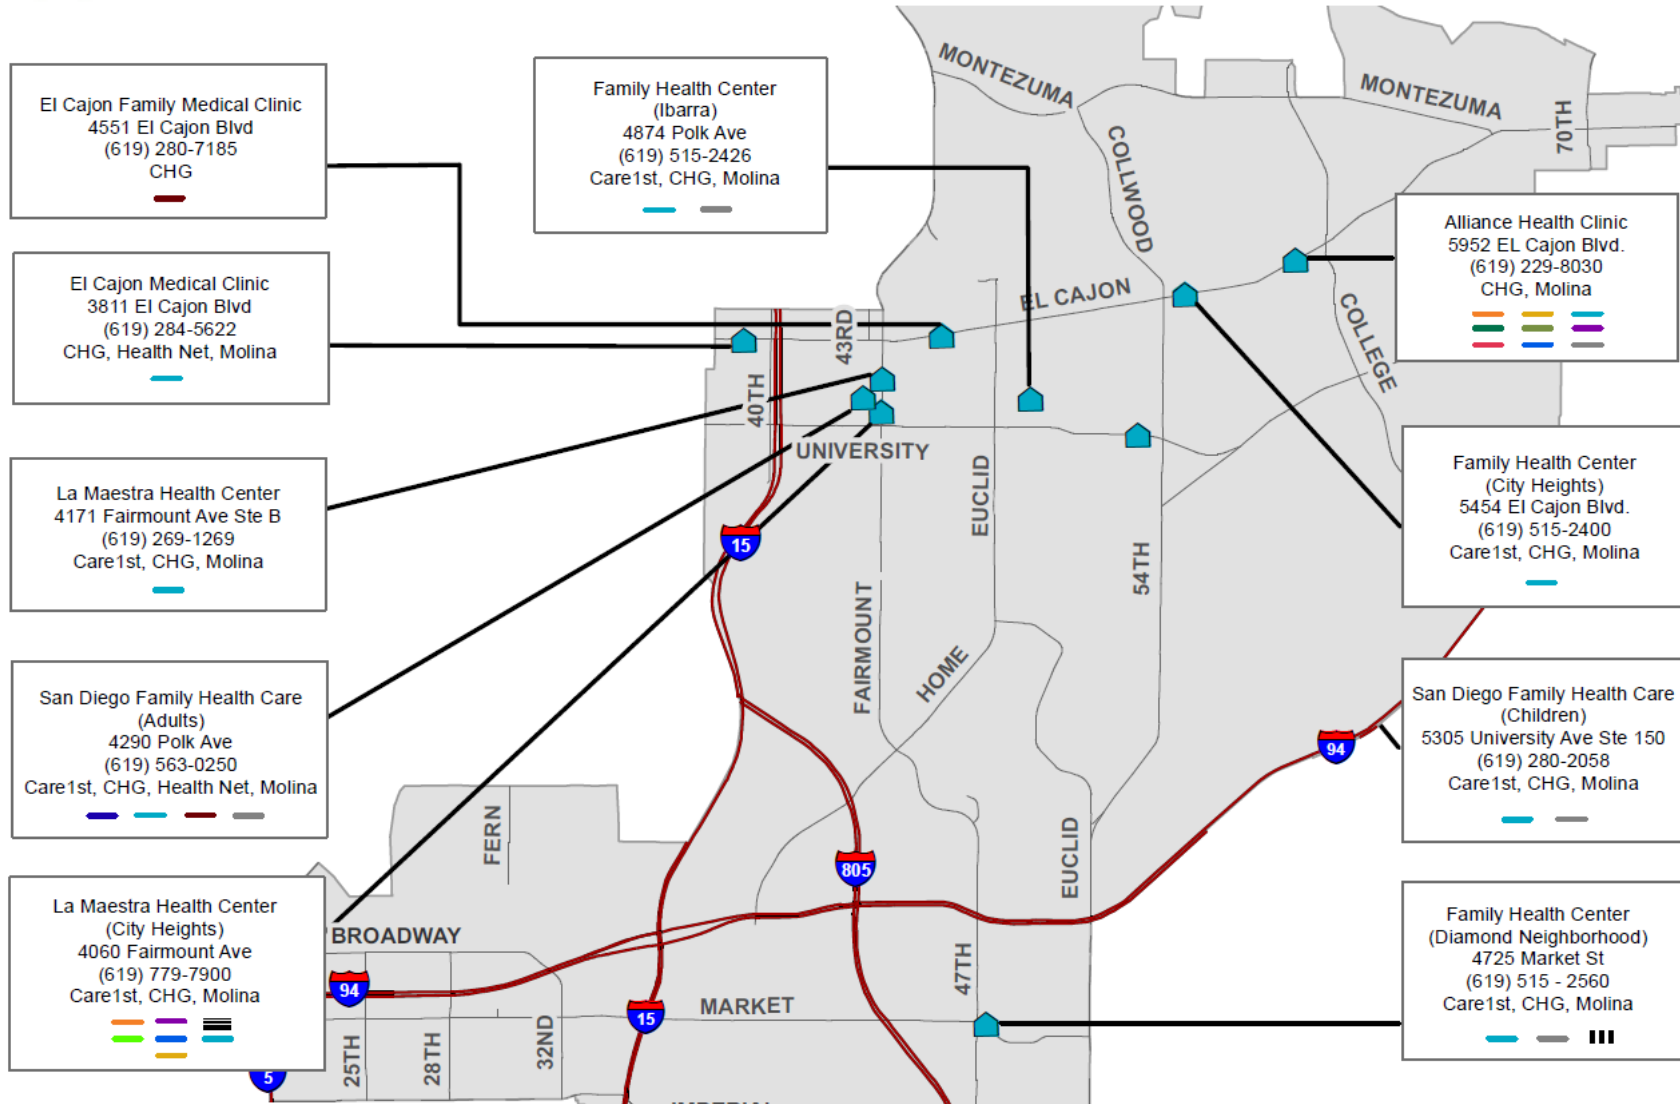 El Cajon Family Medical Clinic
4551 El Cajon Blvd
(619) 280-7185
CHG
Family Health Center
(Ibarra)
4874 Polk Ave
(619) 515-2426
Care1st, CHG, Molina
MONTEZUMA
MONTEZUMA
70TH
COLLWOOD
El Cajon Medical Clinic
3811 El Cajon Blvd
(619) 284-5622
CHG, Health Net, Molina
Alliance Health Clinic
5952 EL Cajon Blvd.
(619) 229-8030
CHG, Molina
EL CAJON
43RD
COLLEGE
40TH
UNIVERSITY
La Maestra Health Center
4171 Fairmount Ave Ste B
(619) 269-1269
Care1st, CHG, Molina
Family Health Center
(City Heights)
5454 El Cajon Blvd.
(619) 515-2400
Care1st, CHG, Molina
EUCLID
15
54TH
FAIRMOUNT
HOME
San Diego Family Health Care
(Adults)
4290 Polk Ave
(619) 563-0250
Care1st, CHG, Health Net, Molina
San Diego Family Health Care
(Children)
5305 University Ave Ste 150
(619) 280-2058
Care1st, CHG, Molina
94
FERN
805
EUCLID
La Maestra Health Center
(City Heights)
4060 Fairmount Ave
(619) 779-7900
Care1st, CHG, Molina
BROADWAY
94
47TH
Family Health Center
(Diamond Neighborhood)
4725 Market St
(619) 515 - 2560
Care1st, CHG, Molina
MARKET
15
25TH
28TH
32ND
5
IMPERIAL